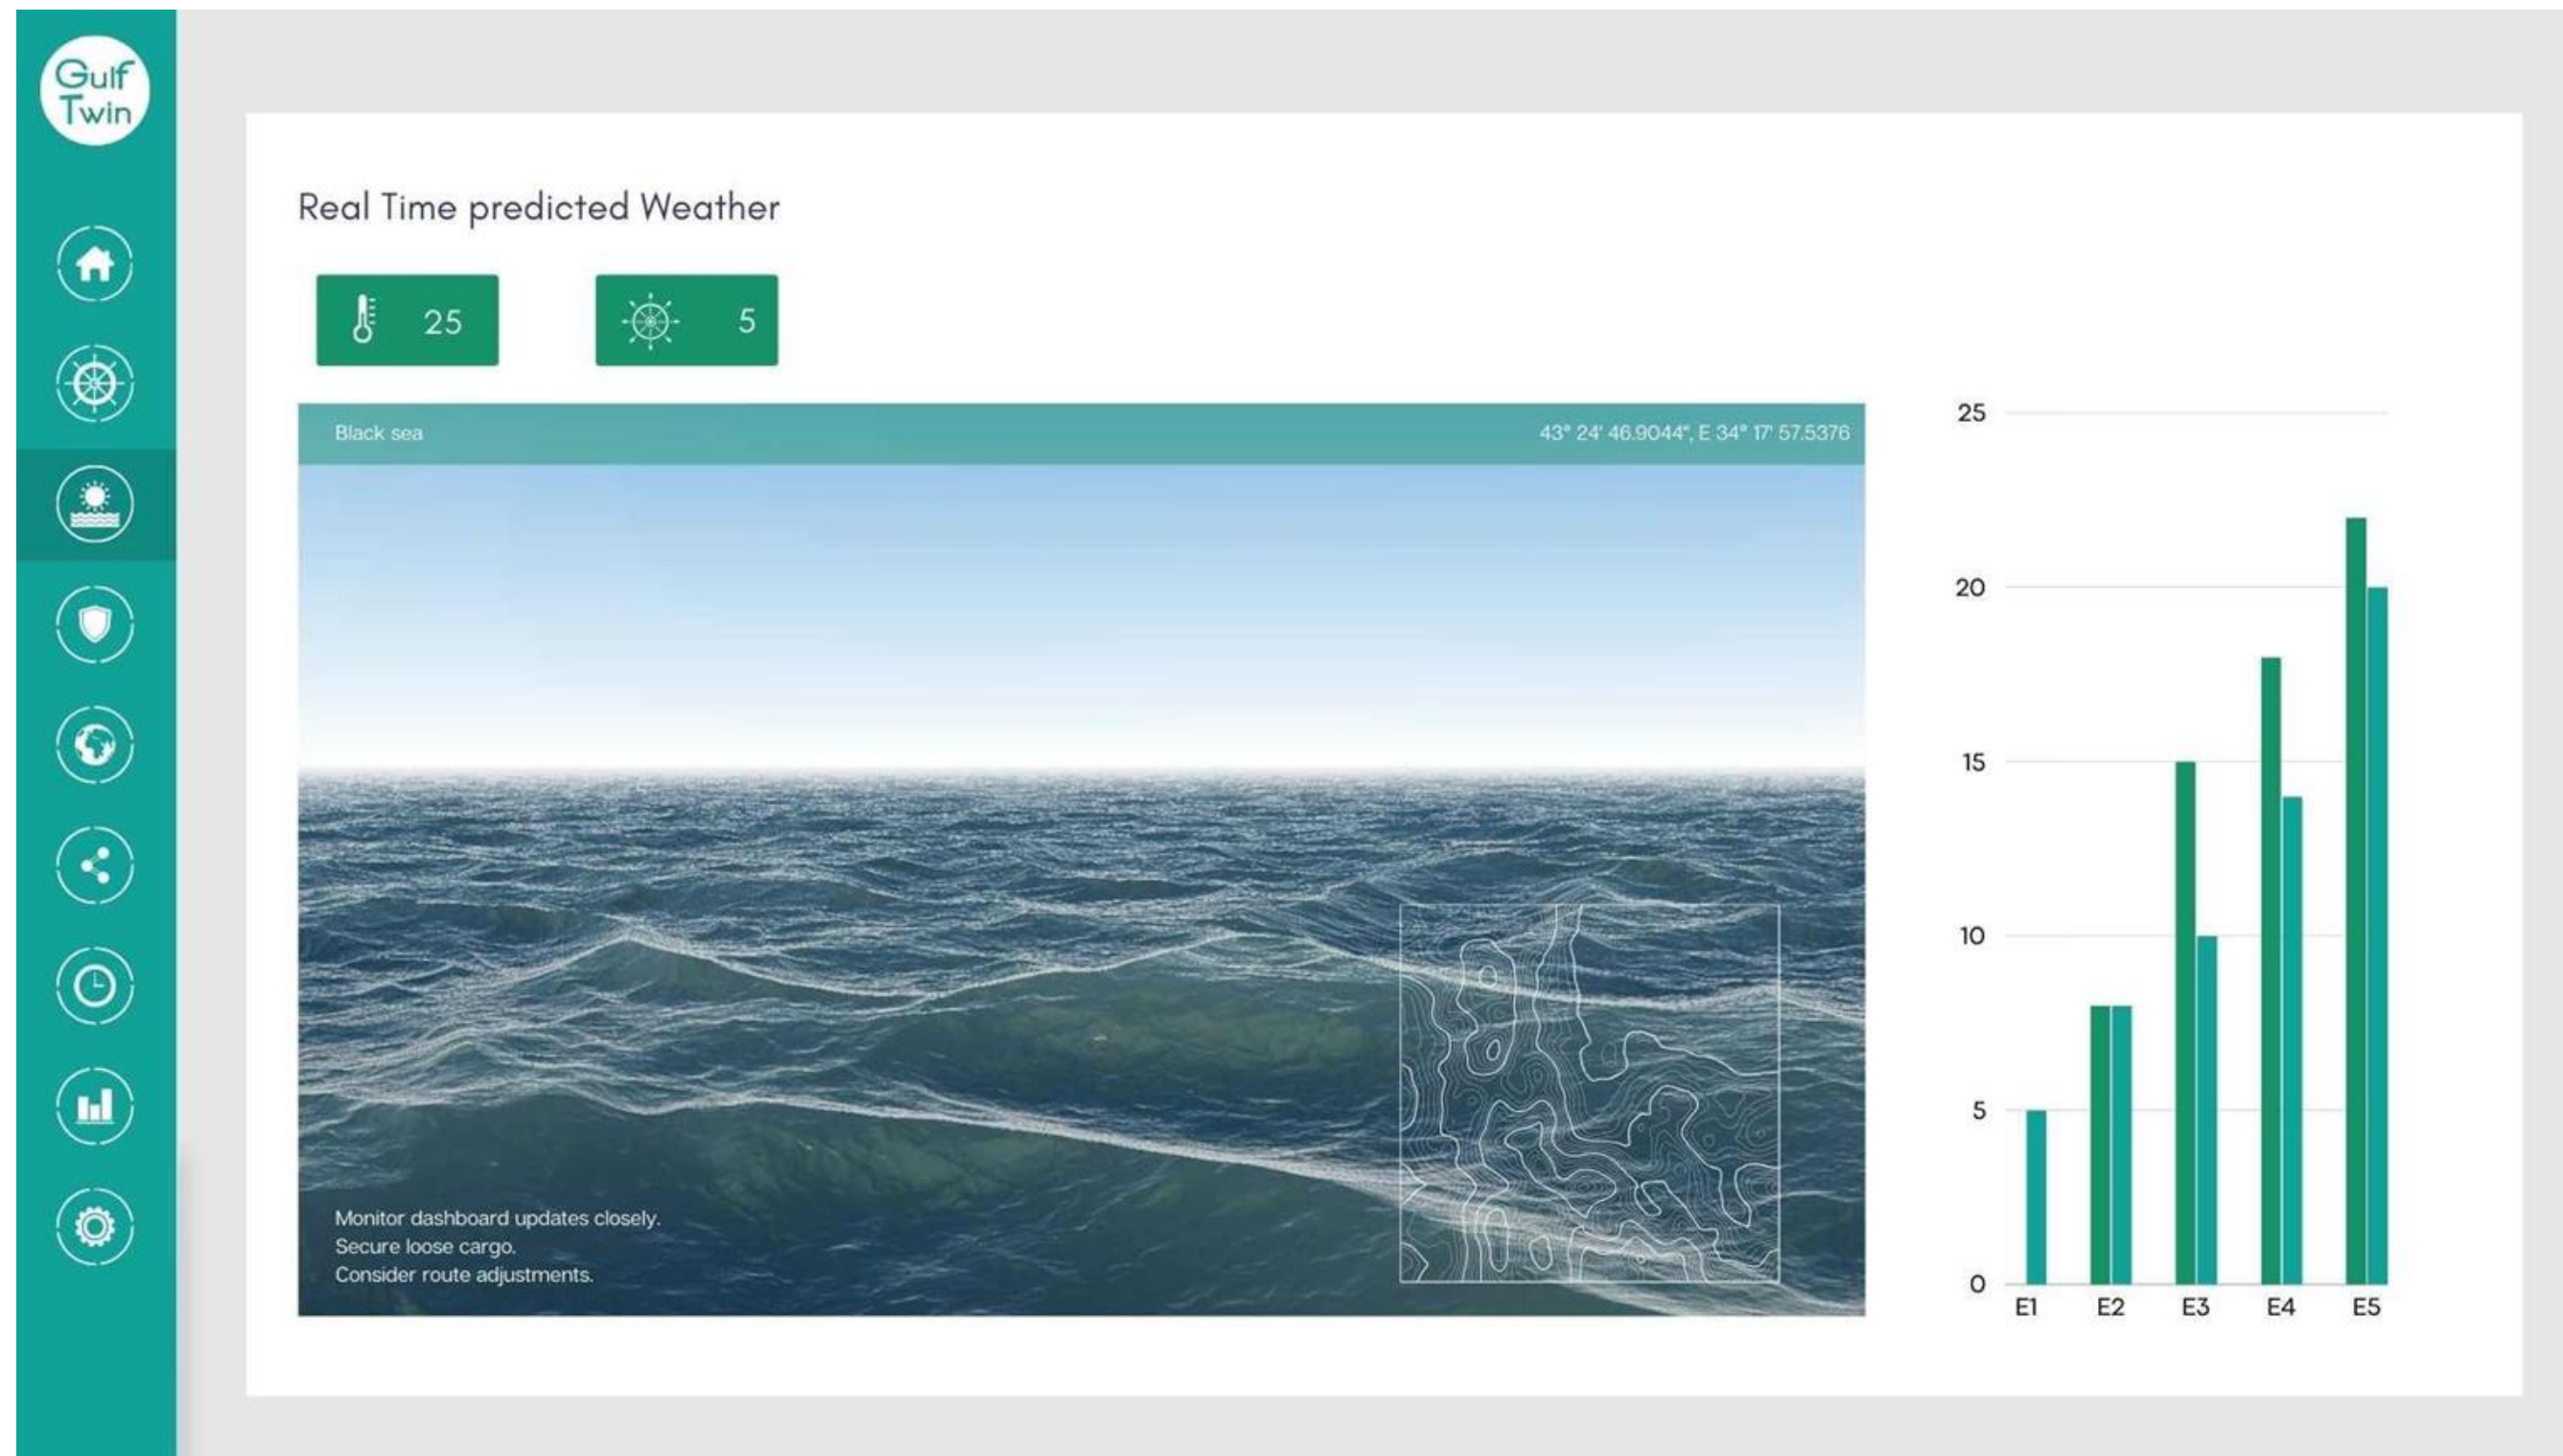 Gulf
Twin
Real Time predicted Weather
25
5
Black sea
43° 24' 46.9044", E 34° 17' 57.5376
Monitor dashboard updates closely.
Secure loose cargo.
Consider route adjustments.
25
20
15
10
5
0
E1 E2 E3 E4 E5